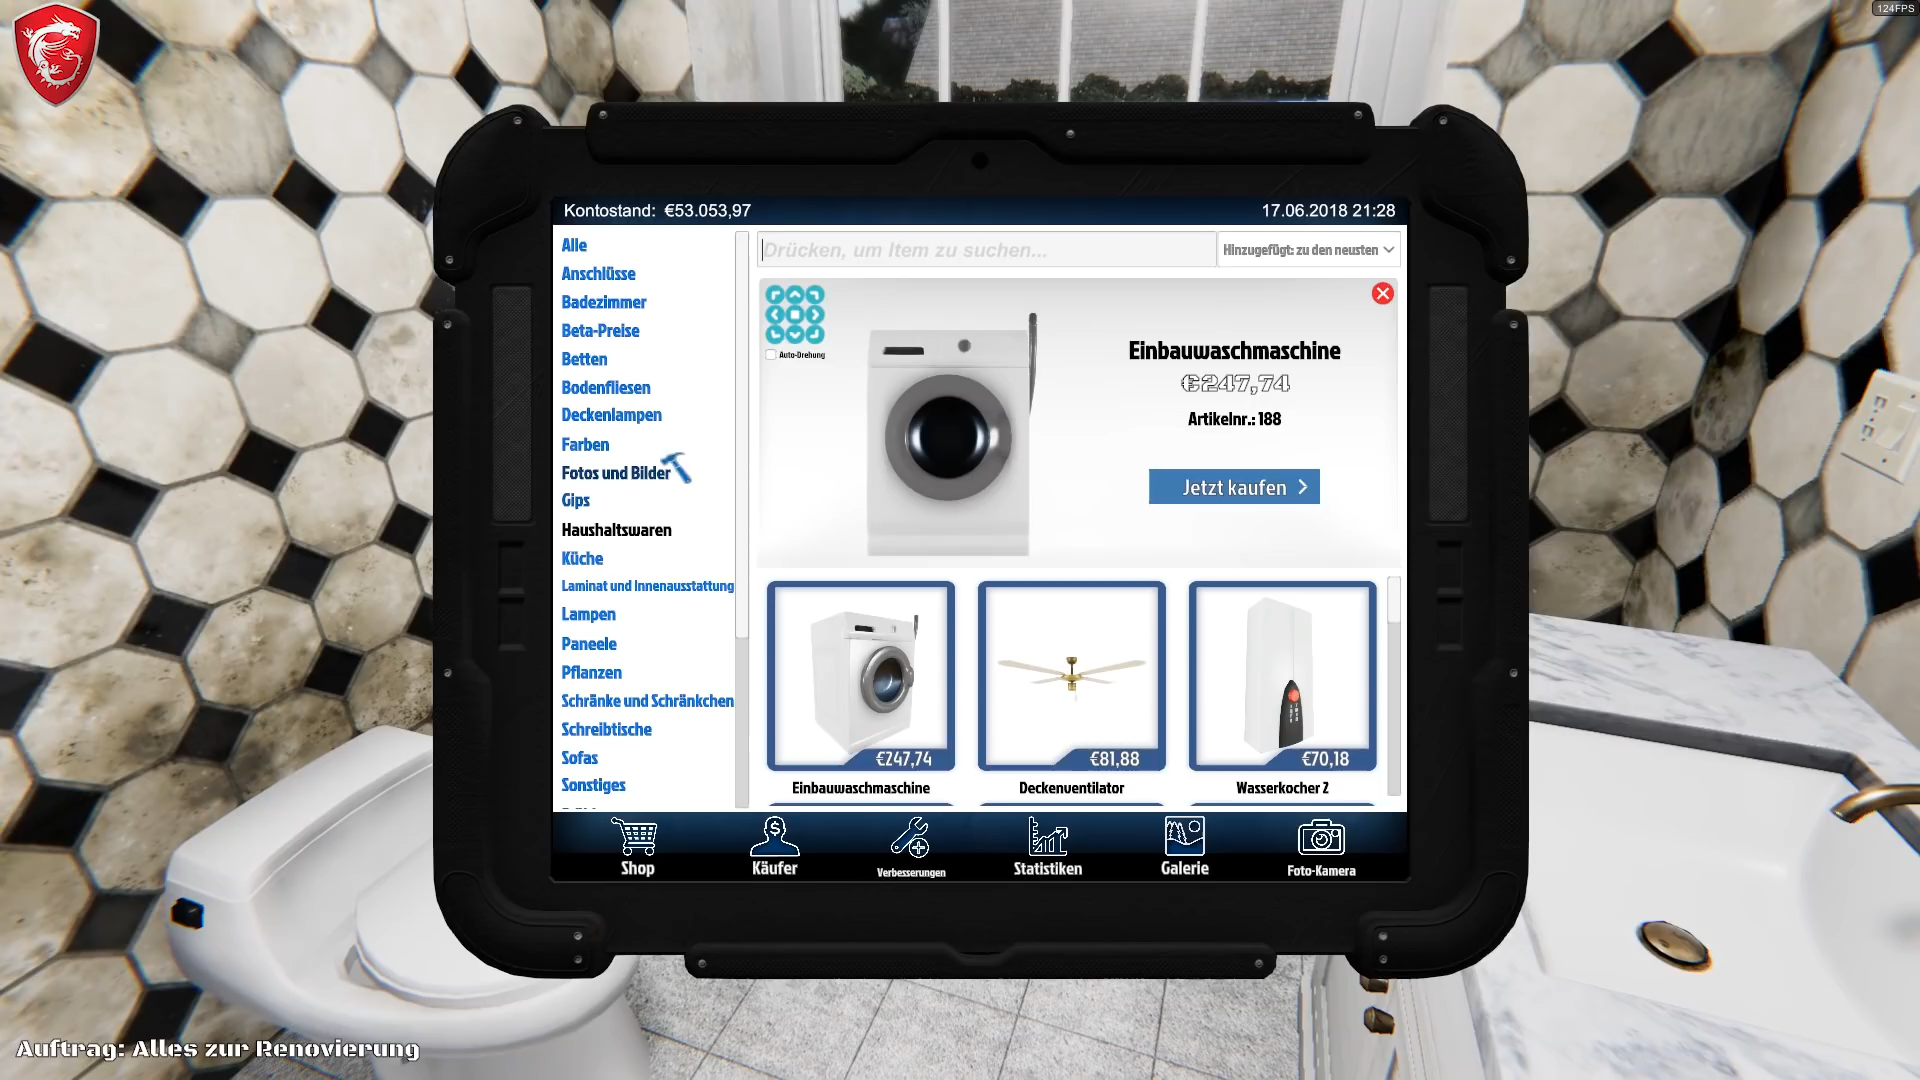 124FPS
Kontostand: €53.053,97
17.06.2018 21:28
Alle
Anschlüsse
Badezimmer
Beta-Preise
Betten
Bodenfliesen
Deckenlampen
Farben
Fotos und Bilder
Gips
Haushaltswaren
Küche
Laminat und Innenausstattung
Lampen
Paneele
Pflanzen
Schränke und Schränkchen
Schreibtische
Sofas
Sonstiges
Drücken, um Item zu suchen...
Hinzugefügt: zu den neusten
Auto-Drehung
Einbauwaschmaschine
€247,74
Artikelnr.: 188
Jetzt kaufen
€247,74
€81,88
€70,18
Einbauwaschmaschine
Deckenventilator
Wasserkocher 2
Shop
Käufer
Verbesserungen
Statistiken
Galerie
Foto-Kamera
Auftrag: Alles zur Renovierung